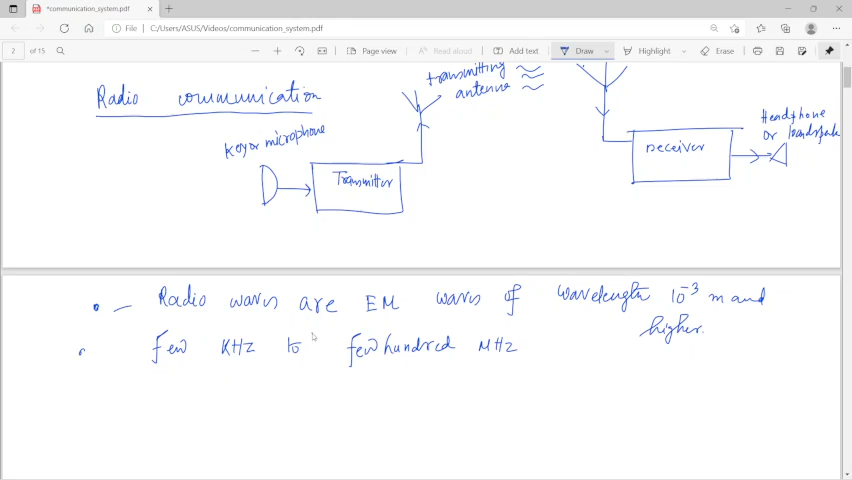 *communication_system.pdf
File
C:/Users/ASUS/Videos/communication_system.pdf
2 of 15
Page view
Read aloud
Add text
Draw
Highlight
Erase
Radio communication
transmitting
antenna
Key or microphone
Transmitter
receiver
Headphone
or loudspeaker
• – Radio waves are EM waves of wavelength 10⁻³ m and
higher.
• few KHz to few hundred MHz